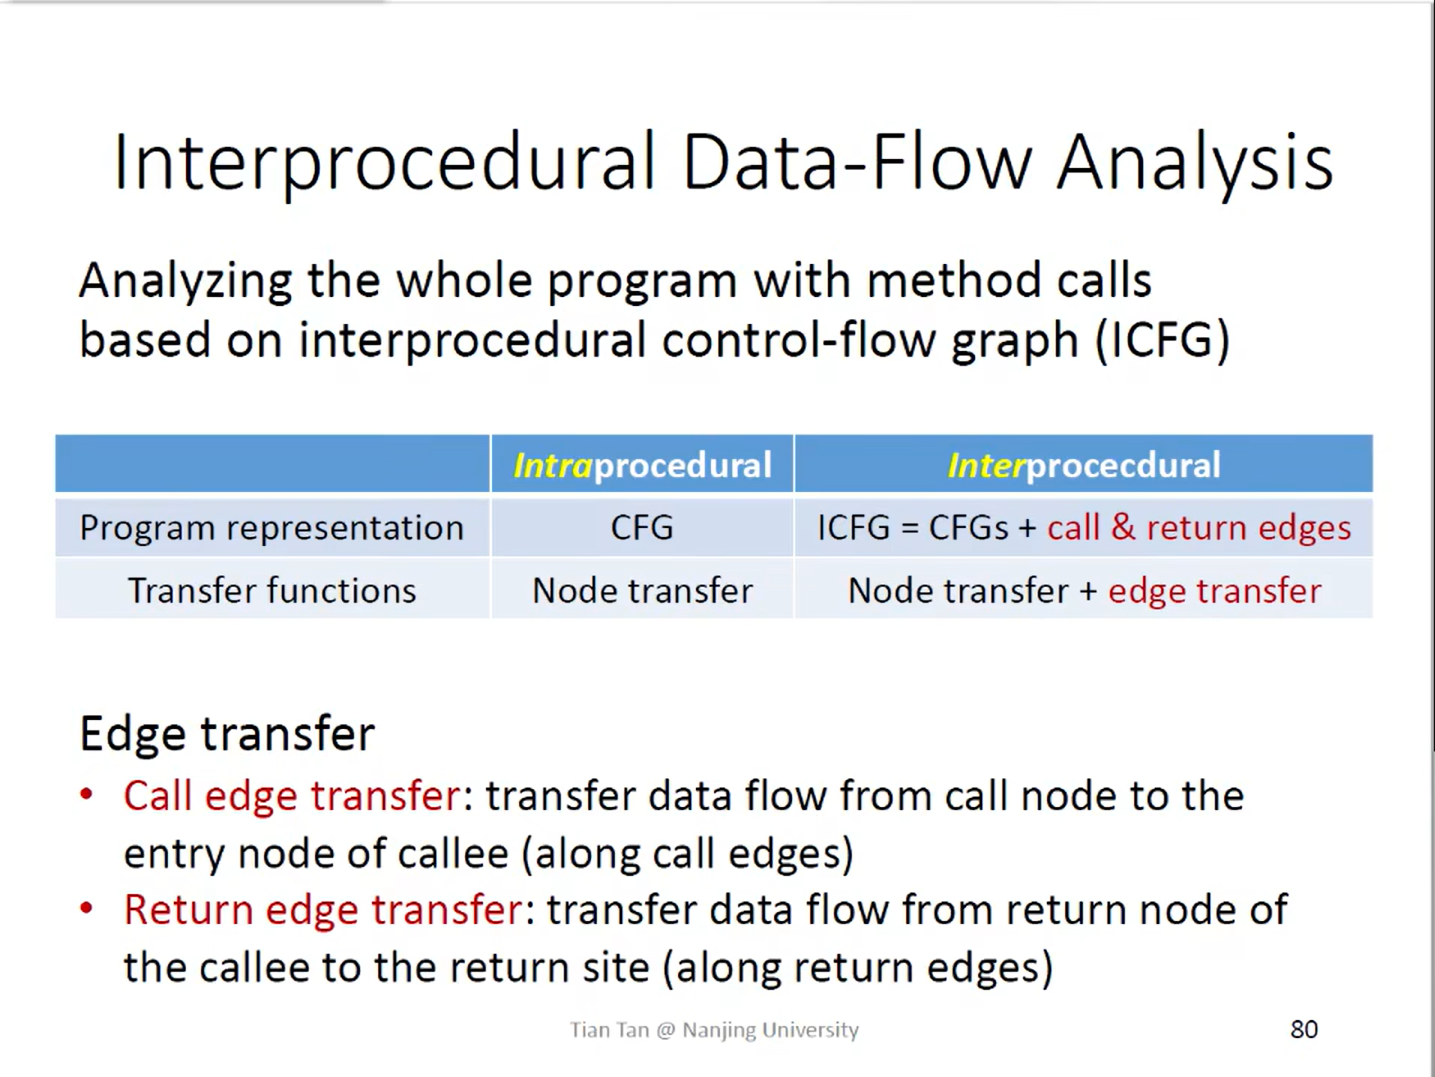 Interprocedural Data-Flow Analysis
Analyzing the whole program with method calls
based on interprocedural control-flow graph (ICFG)
Intraprocedural Interprocecdural
Program representation CFG ICFG = CFGs + call & return edges
Transfer functions Node transfer Node transfer + edge transfer
Edge transfer
• Call edge transfer: transfer data flow from call node to the
entry node of callee (along call edges)
• Return edge transfer: transfer data flow from return node of
the callee to the return site (along return edges)
Tian Tan @ Nanjing University 80